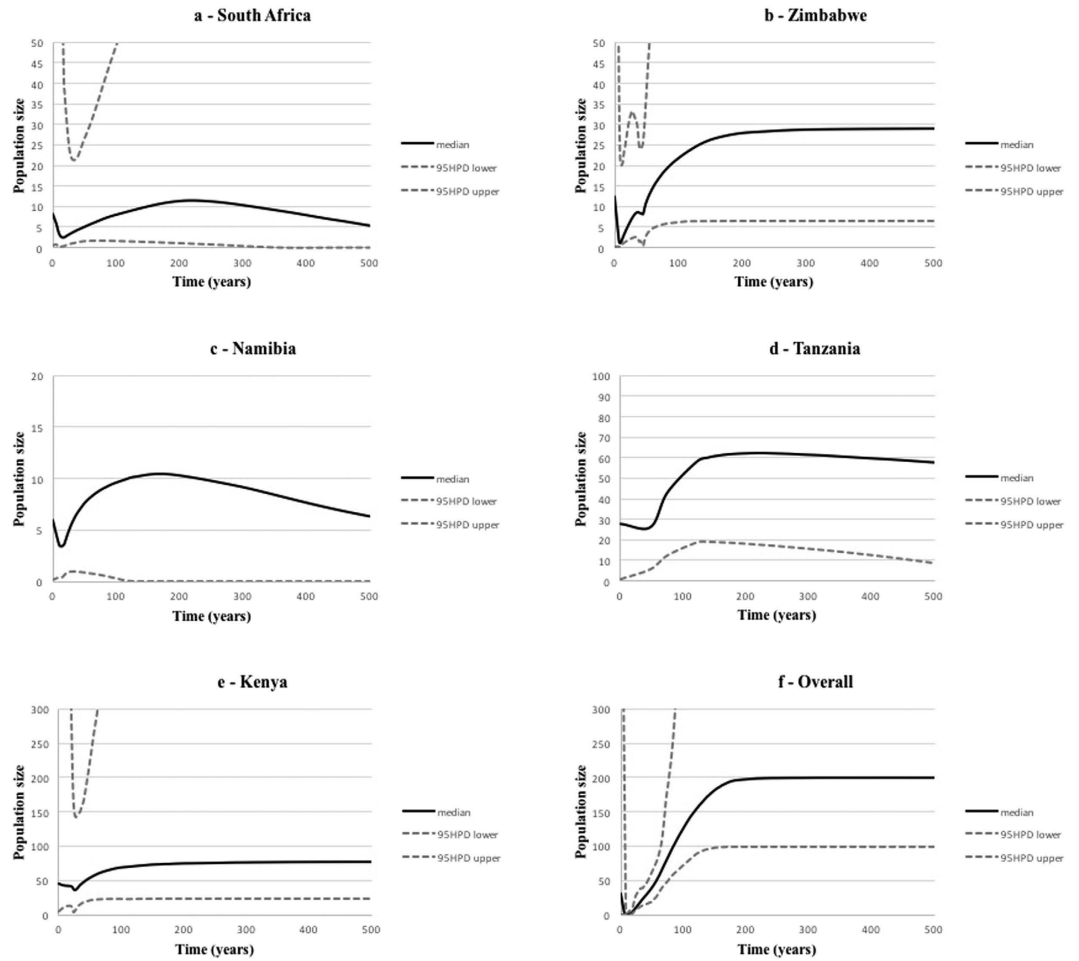 a - South Africa
Population size
50
45
40
35
30
25
20
15
10
5
0
0 100 200 300 400 500
Time (years)
median
95HPD lower
95HPD upper
b - Zimbabwe
Population size
50
45
40
35
30
25
20
15
10
5
0
0 100 200 300 400 500
Time (years)
median
95HPD lower
95HPD upper
c - Namibia
Population size
20
15
10
5
0
0 100 200 300 400 500
Time (years)
median
95HPD lower
95HPD upper
d - Tanzania
Population size
100
90
80
70
60
50
40
30
20
10
0
0 100 200 300 400 500
Time (years)
median
95HPD lower
95HPD upper
e - Kenya
Population size
300
250
200
150
100
50
0
0 100 200 300 400 500
Time (years)
median
95HPD lower
95HPD upper
f - Overall
Population size
300
250
200
150
100
50
0
0 100 200 300 400 500
Time (years)
median
95HPD lower
95HPD upper